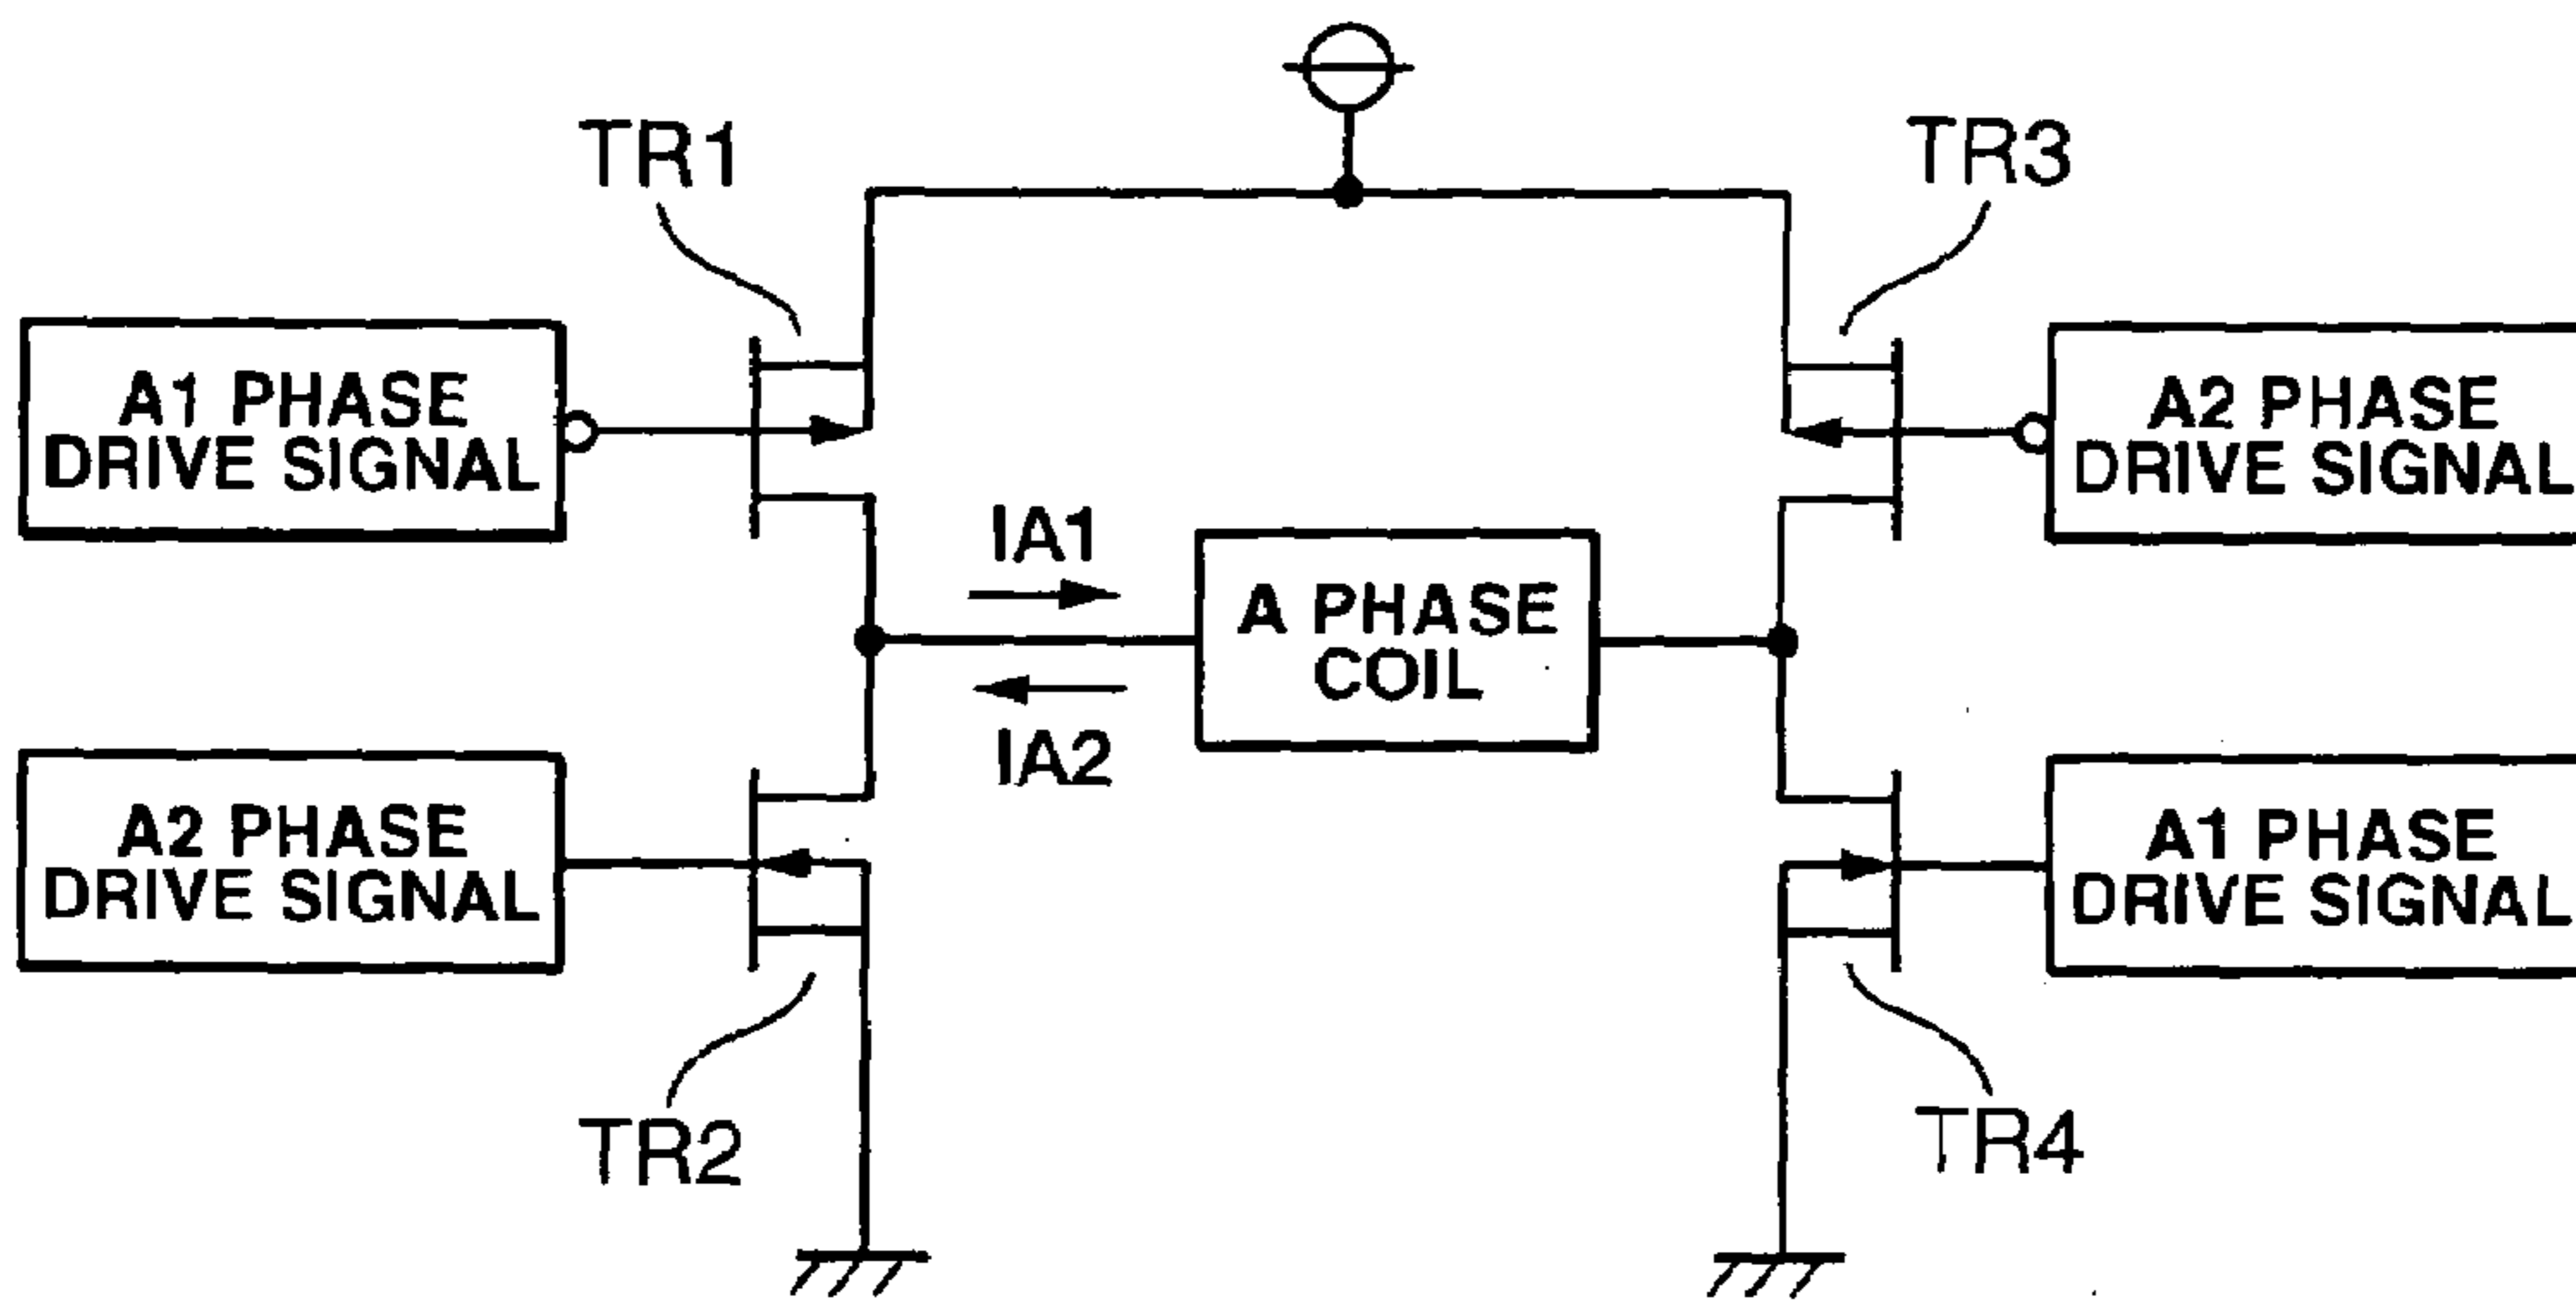 TR1
TR3
A1 PHASE
DRIVE SIGNAL
A2 PHASE
DRIVE SIGNAL
IA1
A PHASE
COIL
IA2
A2 PHASE
DRIVE SIGNAL
A1 PHASE
DRIVE SIGNAL
TR2
TR4